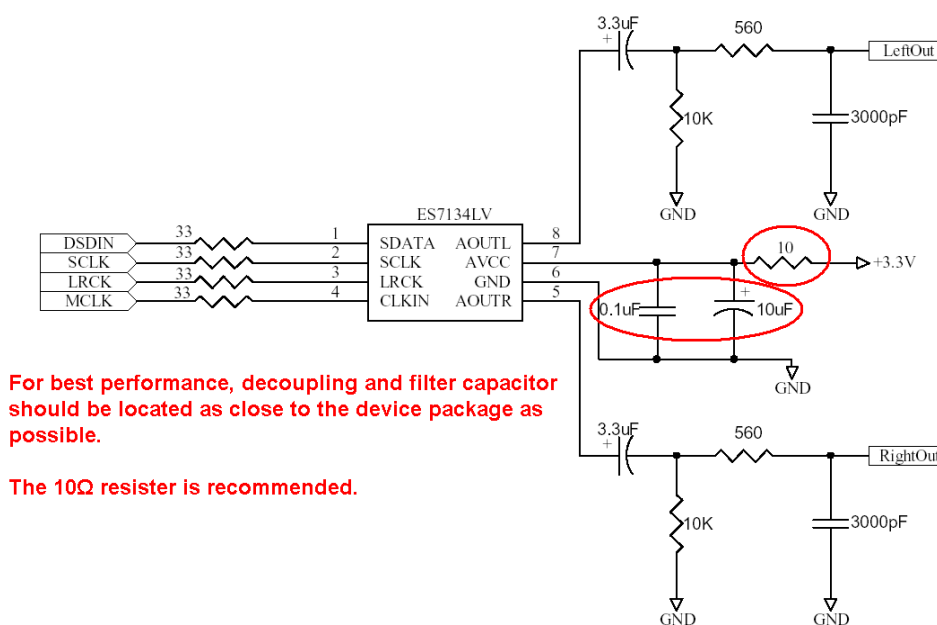 3.3uF
+
560
LeftOut
10K
3000pF
GND
GND
ES7134LV
DSDIN 33 1 SDATA AOUTL 8
SCLK 33 2 SCLK AVCC 7 10 +3.3V
LRCK 33 3 LRCK GND 6
MCLK 33 4 CLKIN AOUTR 5
0.1uF + 10uF
GND
For best performance, decoupling and filter capacitor
should be located as close to the device package as
possible.
The 10Ω resister is recommended.
3.3uF
+
560
RightOut
10K
3000pF
GND
GND